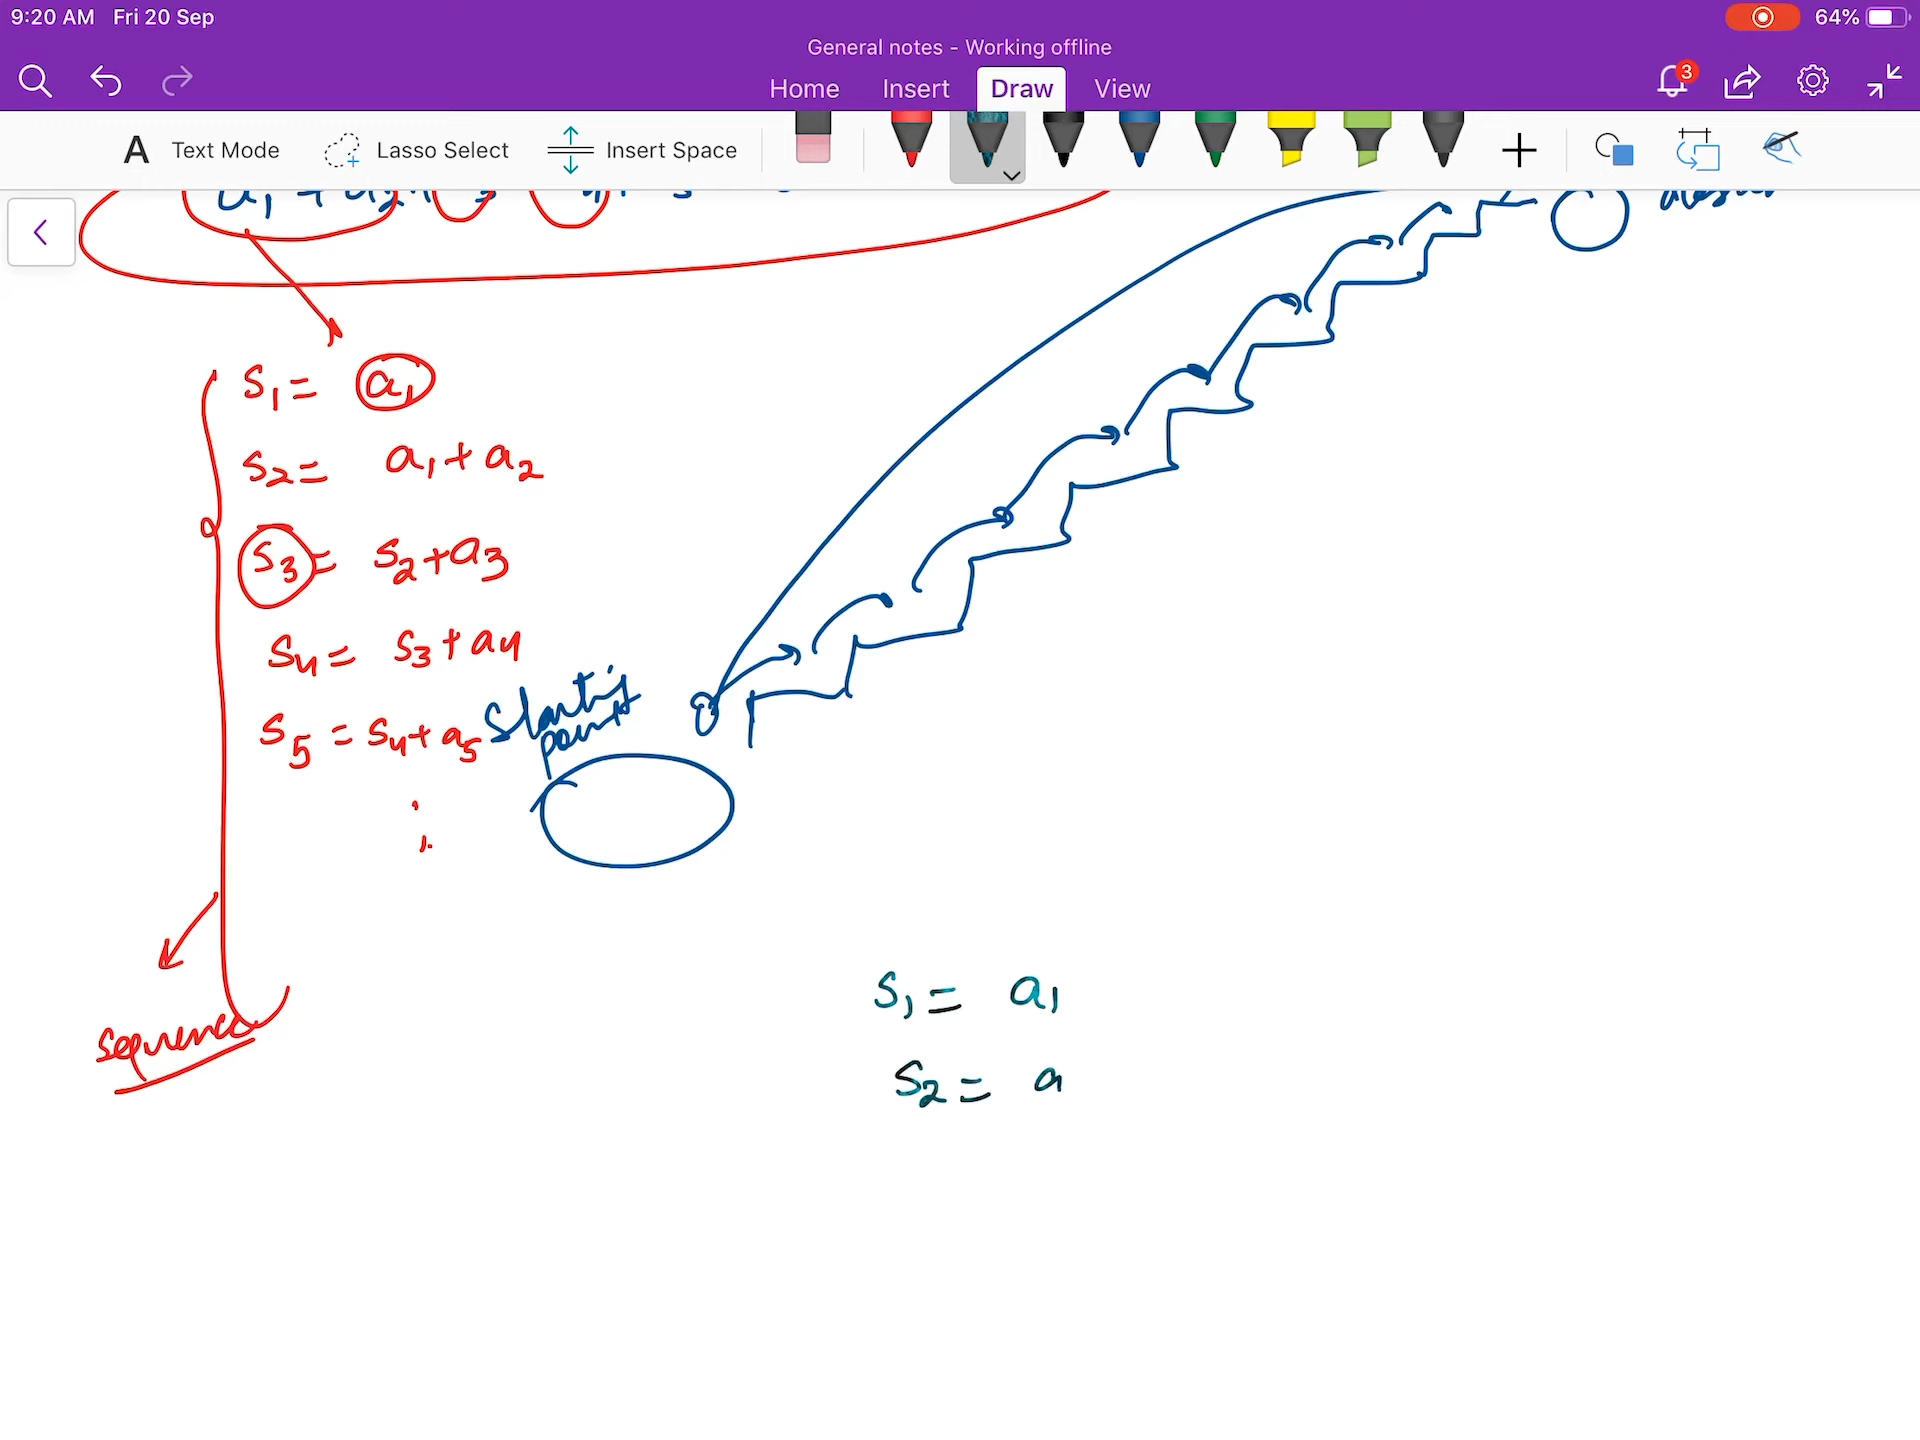 9:20 AM Fri 20 Sep
64%
General notes - Working offline
Home Insert Draw View
3
A Text Mode Lasso Select Insert Space
a1 + a2
S1 = a1
S2 = a1 + a2
S3 = S2 + a3
S4 = S3 + a4
S5 = S4 + a5
Starting
point
sequence
S1 = a1
S2 = a